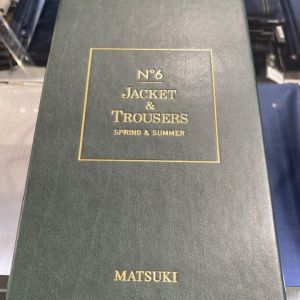 N°6
JACKET
&
TROUSERS
SPRING & SUMMER
MATSUKI